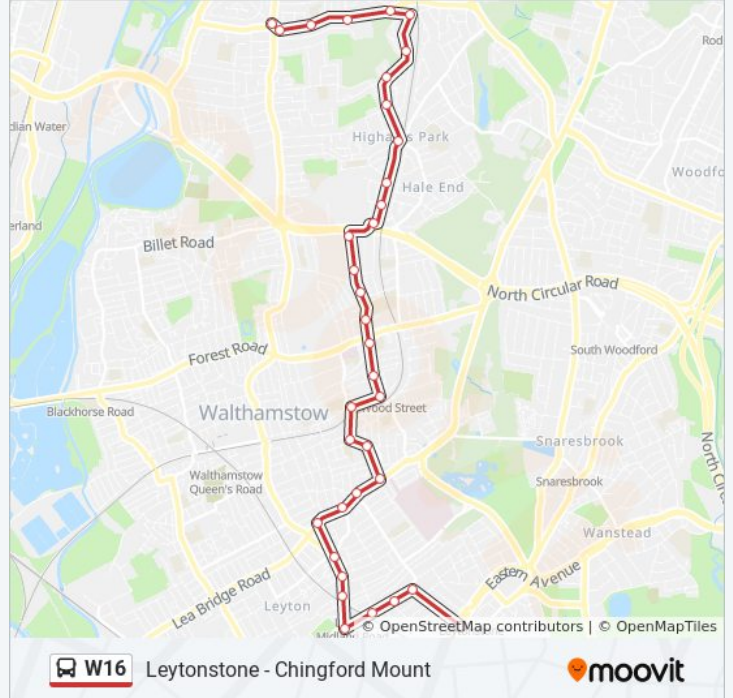 Rod
dian Water
Highams Park
Woodfo
Hale End
erland
Billet Road
North Circular Road
South Woodford
Forest Road
Blackhorse Road
Walthamstow
Wood Street
Snaresbrook
North Circ
Walthamstow
Queen's Road
Snaresbrook
Wanstead
Eastern Avenue
Lea Bridge Road
Leyton
© OpenStreetMap contributors | © OpenMapTiles
W16 Leytonstone - Chingford Mount
moovit